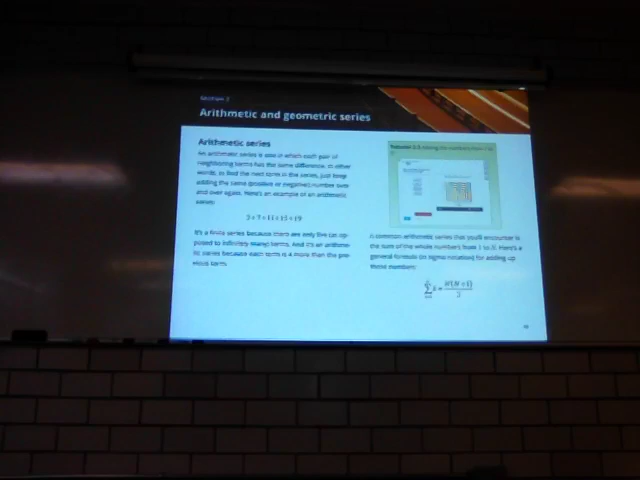 Section 2
Arithmetic and geometric series
Arithmetic series
An arithmetic series is one in which each pair of
neighboring terms has the same difference. In other
words, to find the next term in the series, just keep
adding the same (positive or negative) number over
and over again. Here's an example of an arithmetic
series:
3 + 7 + 11 + 15 + 19
It's a finite series because there are only five (as op-
posed to infinitely many) terms. And it's an arithme-
tic series because each term is 4 more than the pre-
vious term.
A common arithmetic series that you'll encounter is
the sum of the whole numbers from 1 to N. Here's a
general formula (in sigma notation) for adding up
these numbers:
= N(N+1)
2